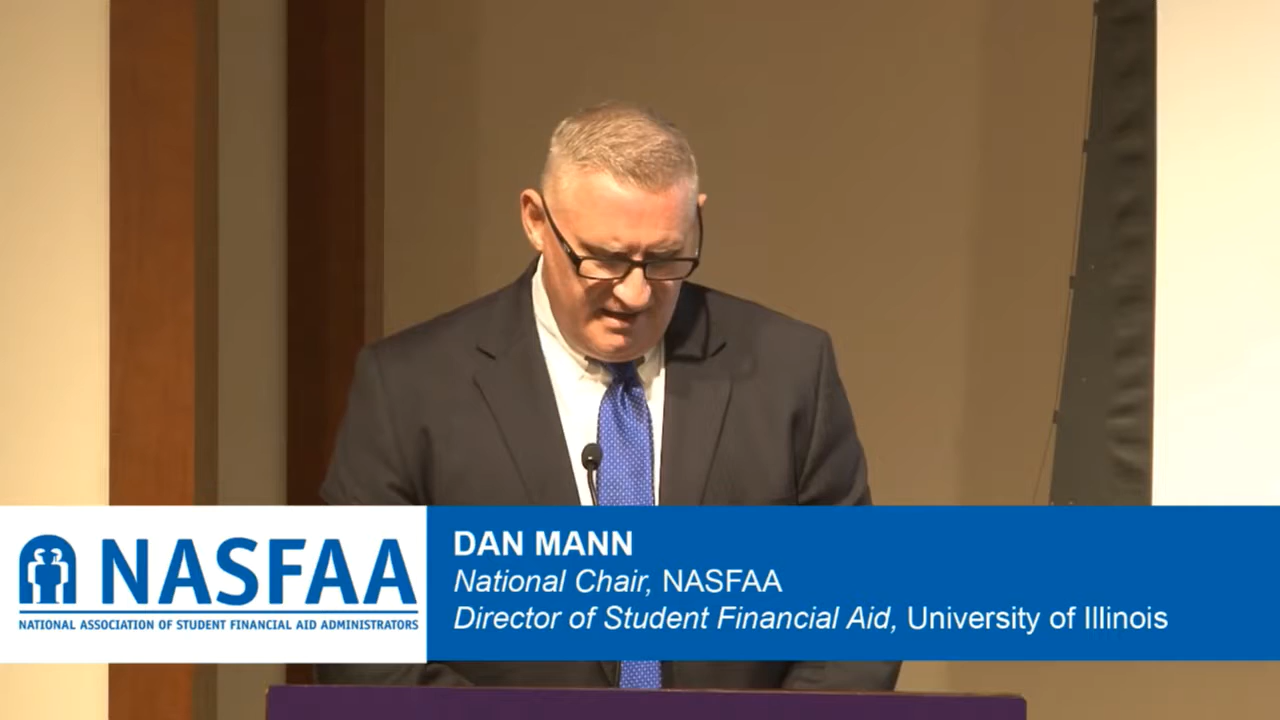 NASFAA
NATIONAL ASSOCIATION OF STUDENT FINANCIAL AID ADMINISTRATORS
DAN MANN
National Chair, NASFAA
Director of Student Financial Aid, University of Illinois